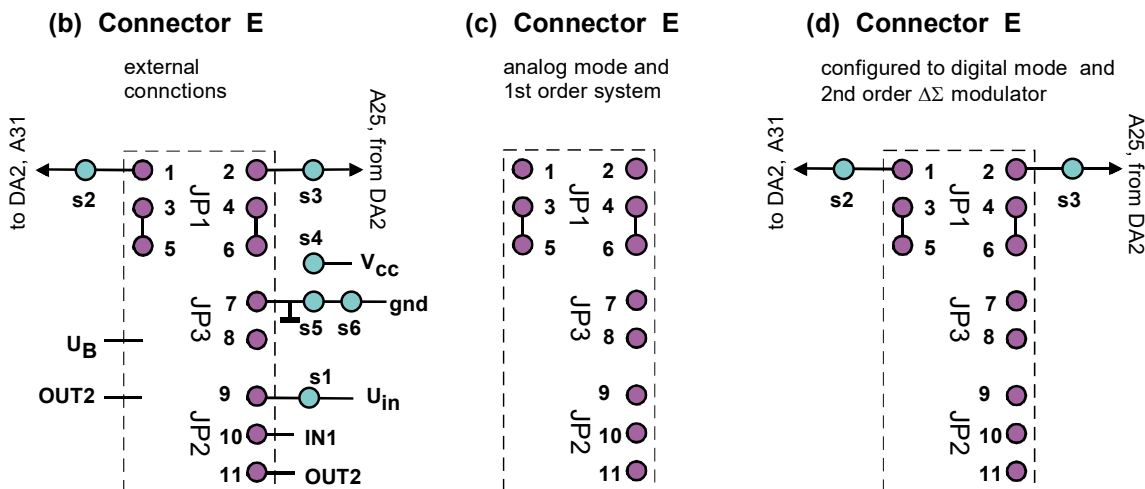 (b) Connector E
external
connctions
to DA2, A31
A25, from DA2
s2
1
2
s3
3
4
JP1
5
6
s4
Vcc
7
gnd
s5
s6
JP3
8
UB
s1
OUT2
9
Uin
JP2
10
IN1
11
OUT2
(c) Connector E
analog mode and
1st order system
1
2
3
4
JP1
5
6
7
JP3
8
9
JP2
10
11
(d) Connector E
configured to digital mode and
2nd order ΔΣ modulator
to DA2, A31
A25, from DA2
s2
1
2
s3
3
4
JP1
5
6
7
JP3
8
9
JP2
10
11